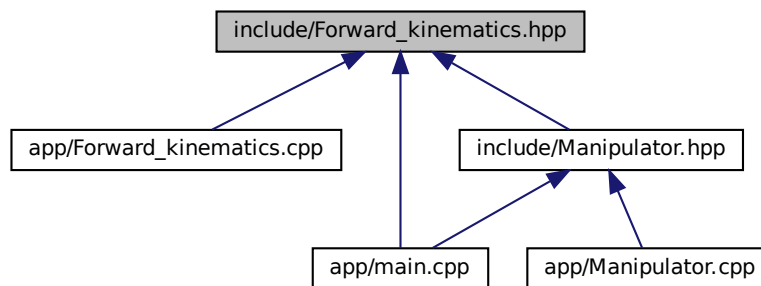 include/Forward_kinematics.hpp
app/Forward_kinematics.cpp
include/Manipulator.hpp
app/main.cpp
app/Manipulator.cpp